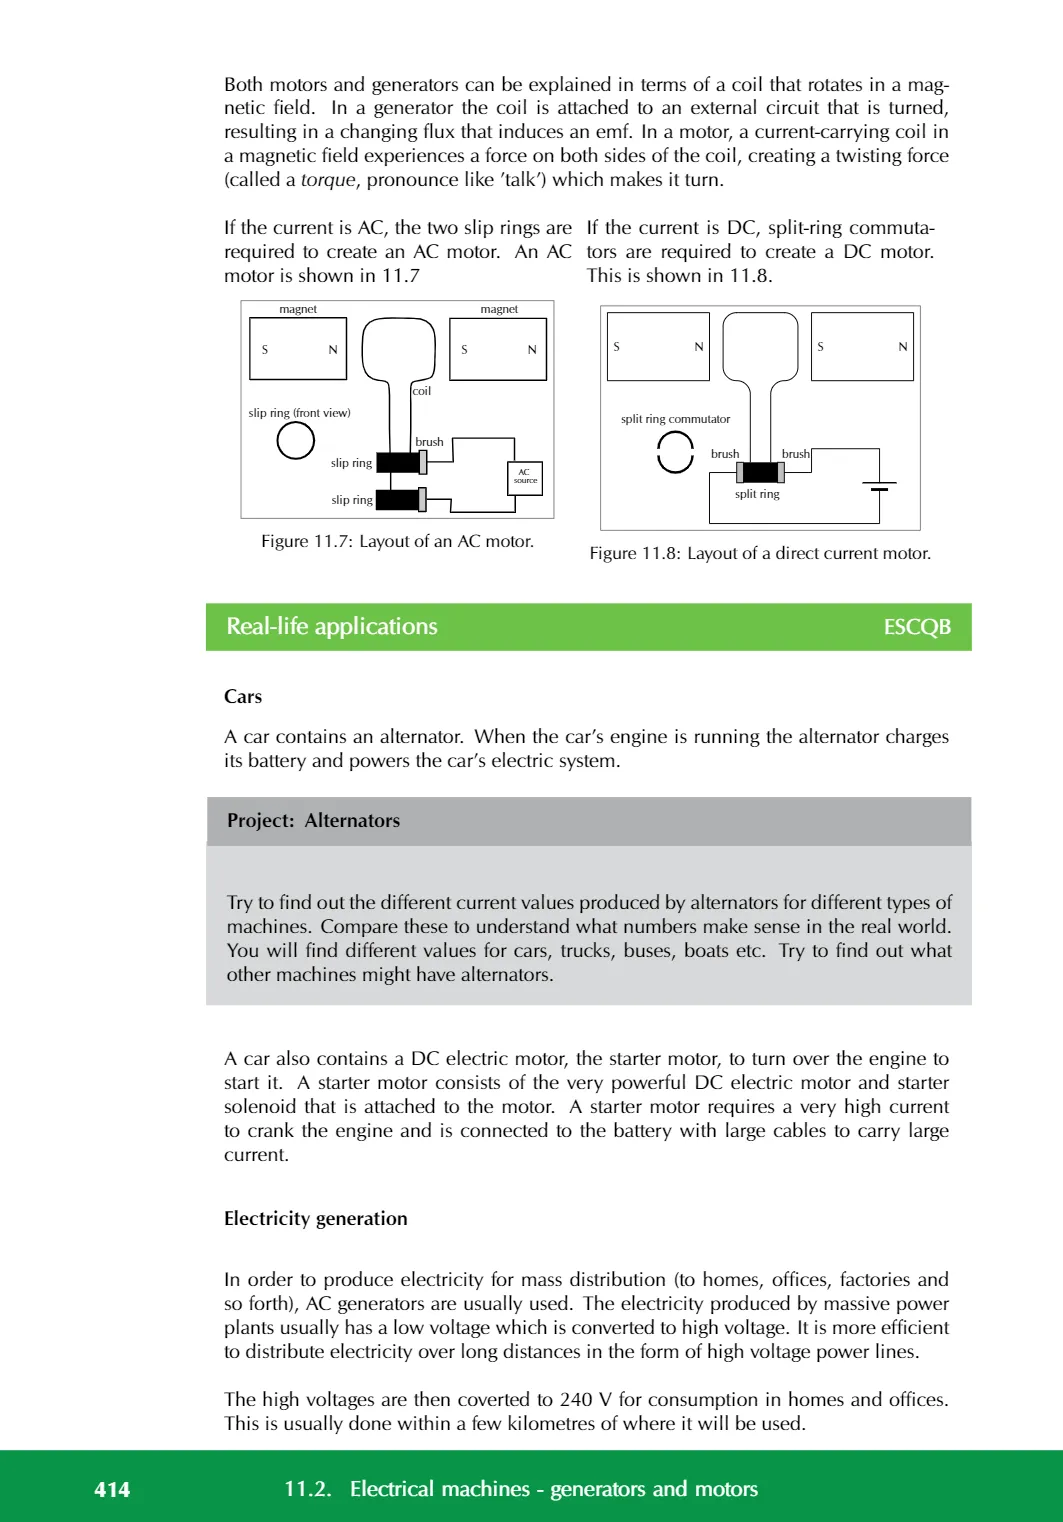 Both motors and generators can be explained in terms of a coil that rotates in a mag-
netic field. In a generator the coil is attached to an external circuit that is turned,
resulting in a changing flux that induces an emf. In a motor, a current-carrying coil in
a magnetic field experiences a force on both sides of the coil, creating a twisting force
(called a torque, pronounce like ’talk’) which makes it turn.
If the current is AC, the two slip rings are
required to create an AC motor. An AC
motor is shown in 11.7
magnet
magnet
S N
S N
coil
slip ring (front view)
brush
slip ring
AC
source
slip ring
Figure 11.7: Layout of an AC motor.
If the current is DC, split-ring commuta-
tors are required to create a DC motor.
This is shown in 11.8.
S N
S N
split ring commutator
brush
brush
split ring
Figure 11.8: Layout of a direct current motor.
Real-life applications ESCQB
Cars
A car contains an alternator. When the car’s engine is running the alternator charges
its battery and powers the car’s electric system.
Project: Alternators
Try to find out the different current values produced by alternators for different types of
machines. Compare these to understand what numbers make sense in the real world.
You will find different values for cars, trucks, buses, boats etc. Try to find out what
other machines might have alternators.
A car also contains a DC electric motor, the starter motor, to turn over the engine to
start it. A starter motor consists of the very powerful DC electric motor and starter
solenoid that is attached to the motor. A starter motor requires a very high current
to crank the engine and is connected to the battery with large cables to carry large
current.
Electricity generation
In order to produce electricity for mass distribution (to homes, offices, factories and
so forth), AC generators are usually used. The electricity produced by massive power
plants usually has a low voltage which is converted to high voltage. It is more efficient
to distribute electricity over long distances in the form of high voltage power lines.
The high voltages are then coverted to 240 V for consumption in homes and offices.
This is usually done within a few kilometres of where it will be used.
414 11.2. Electrical machines - generators and motors